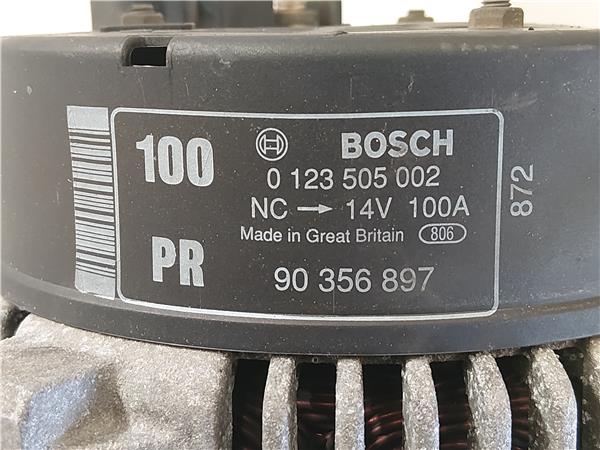 100
BOSCH
0 123 505 002
NC → 14V 100A
Made in Great Britain 806
PR
90 356 897
872